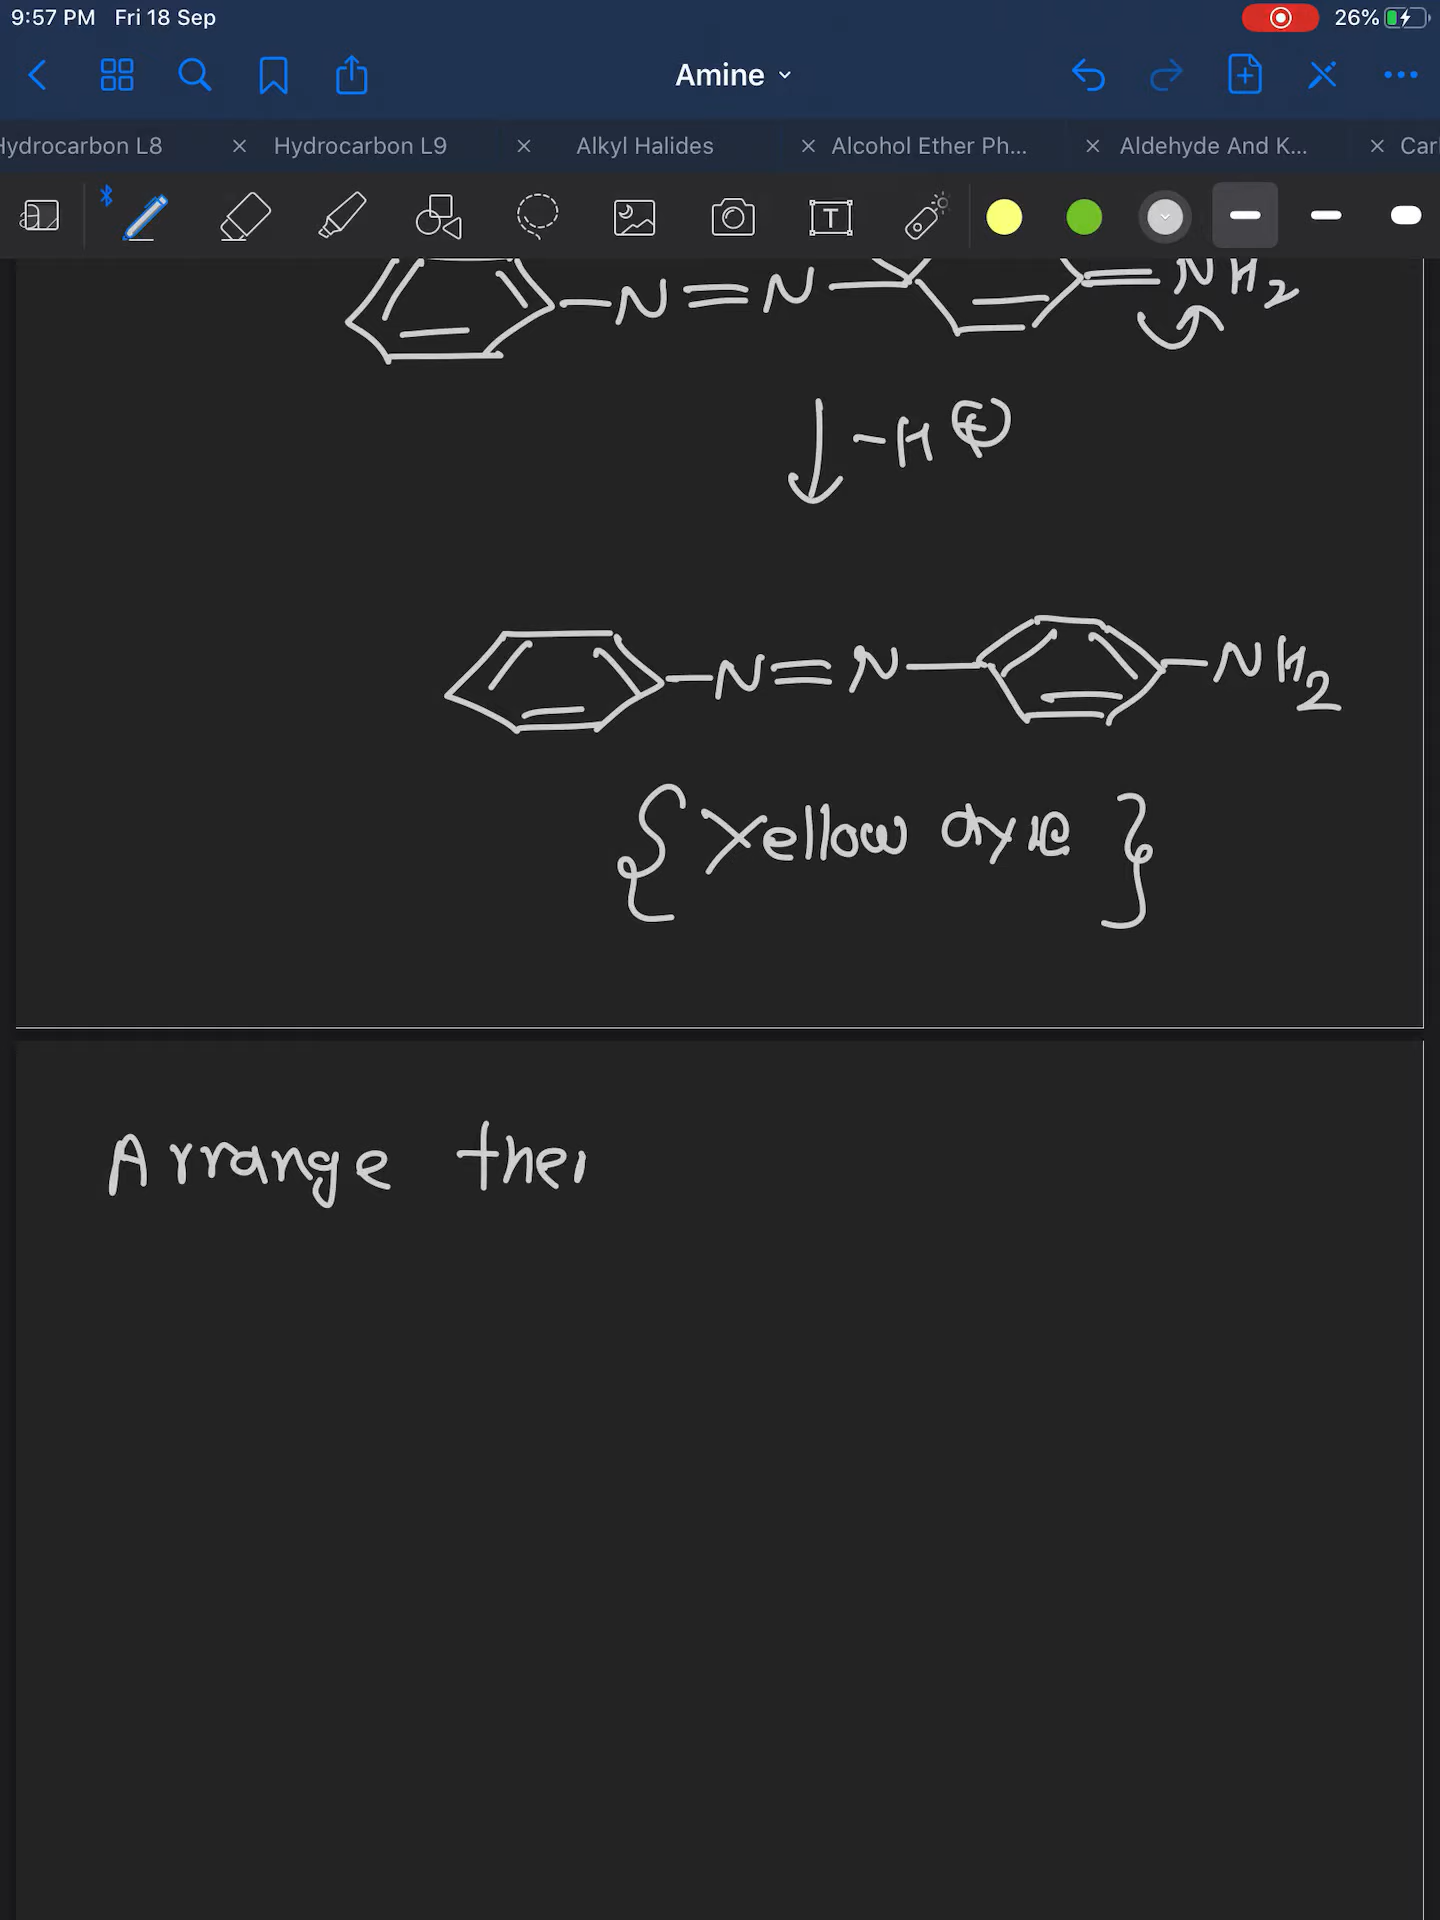 9:57 PM Fri 18 Sep 26%
Amine
Hydrocarbon L8 Hydrocarbon L9 Alkyl Halides Alcohol Ether Ph... Aldehyde And K... Car
T
N=N NH2
-H⊕
N=N NH2
{Yellow dye}
Arrange the